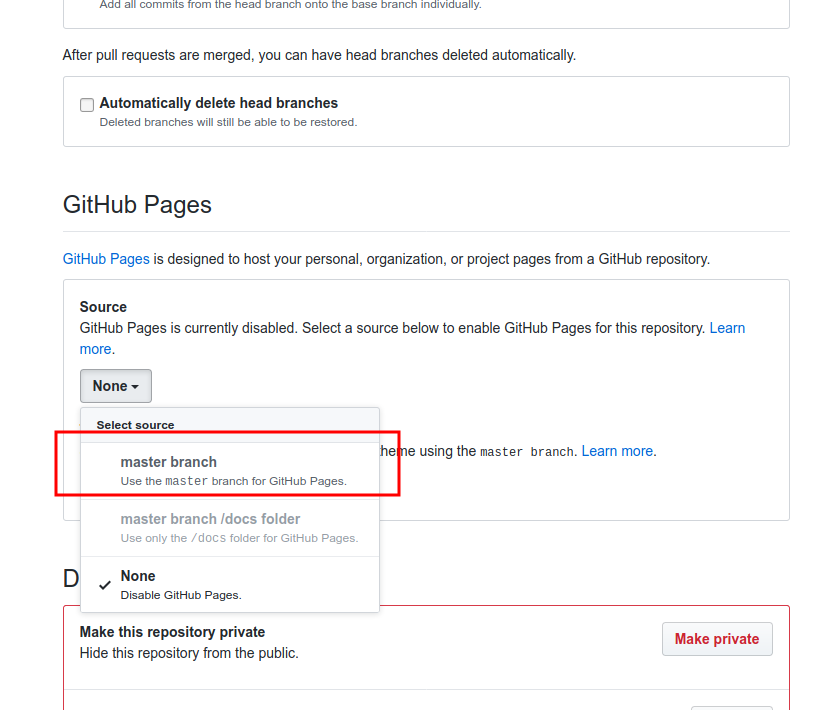 Add all commits from the head branch onto the base branch individually.
After pull requests are merged, you can have head branches deleted automatically.
Automatically delete head branches
Deleted branches will still be able to be restored.
GitHub Pages
GitHub Pages is designed to host your personal, organization, or project pages from a GitHub repository.
Source
GitHub Pages is currently disabled. Select a source below to enable GitHub Pages for this repository. Learn
more.
None
Select source
theme using the master branch. Learn more.
master branch
Use the master branch for GitHub Pages.
master branch /docs folder
Use only the /docs folder for GitHub Pages.
None
Disable GitHub Pages.
D
Make this repository private
Hide this repository from the public.
Make private